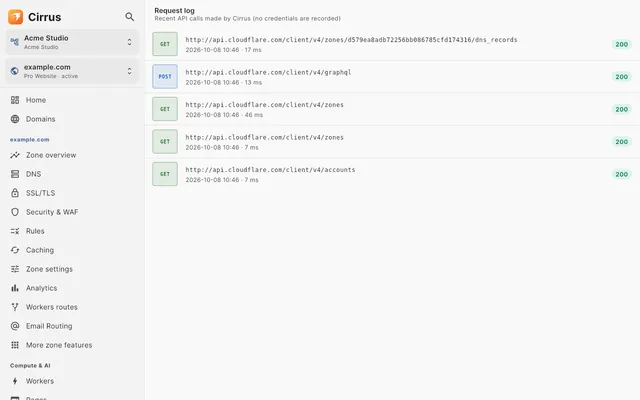 Cirrus
Acme Studio
Acme Studio
example.com
Pro Website · active
Home
Domains
example.com
Zone overview
DNS
SSL/TLS
Security & WAF
Rules
Caching
Zone settings
Analytics
Workers routes
Email Routing
More zone features
Compute & AI
Workers
Pages
Request log
Recent API calls made by Cirrus (no credentials are recorded)
GET
http://api.cloudflare.com/client/v4/zones/d579ea8adb72256bb086785cfd174316/dns_records
2026-10-08 10:46 · 17 ms
200
POST
http://api.cloudflare.com/client/v4/graphql
2026-10-08 10:46 · 13 ms
200
GET
http://api.cloudflare.com/client/v4/zones
2026-10-08 10:46 · 46 ms
200
GET
http://api.cloudflare.com/client/v4/zones
2026-10-08 10:46 · 7 ms
200
GET
http://api.cloudflare.com/client/v4/accounts
2026-10-08 10:46 · 7 ms
200